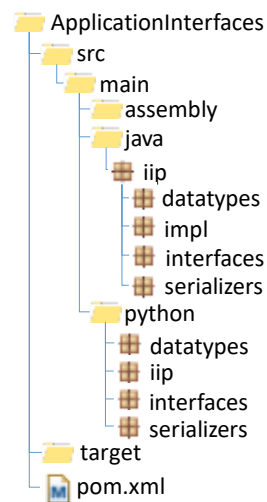 ApplicationInterfaces
src
main
assembly
java
iip
datatypes
impl
interfaces
serializers
python
datatypes
iip
interfaces
serializers
target
M pom.xml